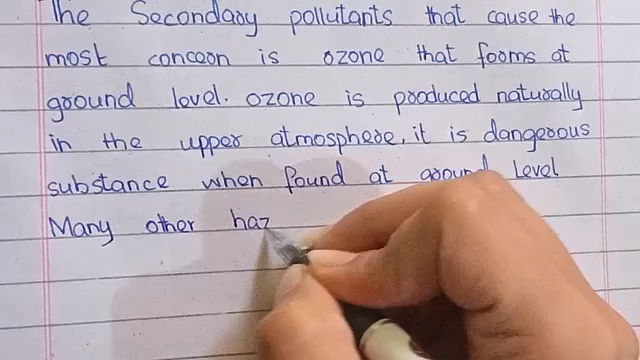 The Secondary pollutants that cause the
most concern is ozone that forms at
ground level. ozone is produced naturally
in the upper atmosphere, it is dangerous
substance when found at ground level
Many other haz